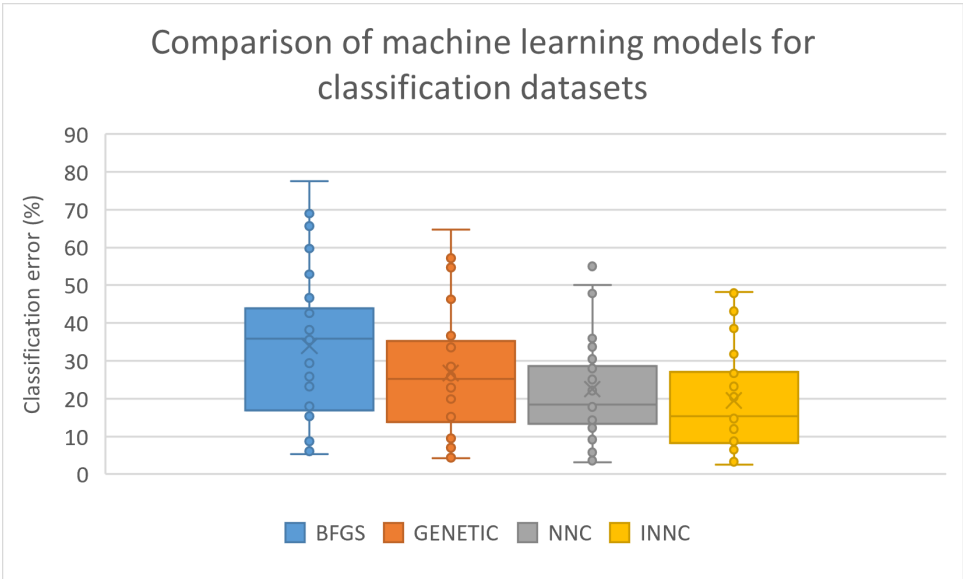 Comparison of machine learning models for
classification datasets
Classification error (%)
90
80
70
60
50
40
30
20
10
0
BFGS GENETIC NNC INNC